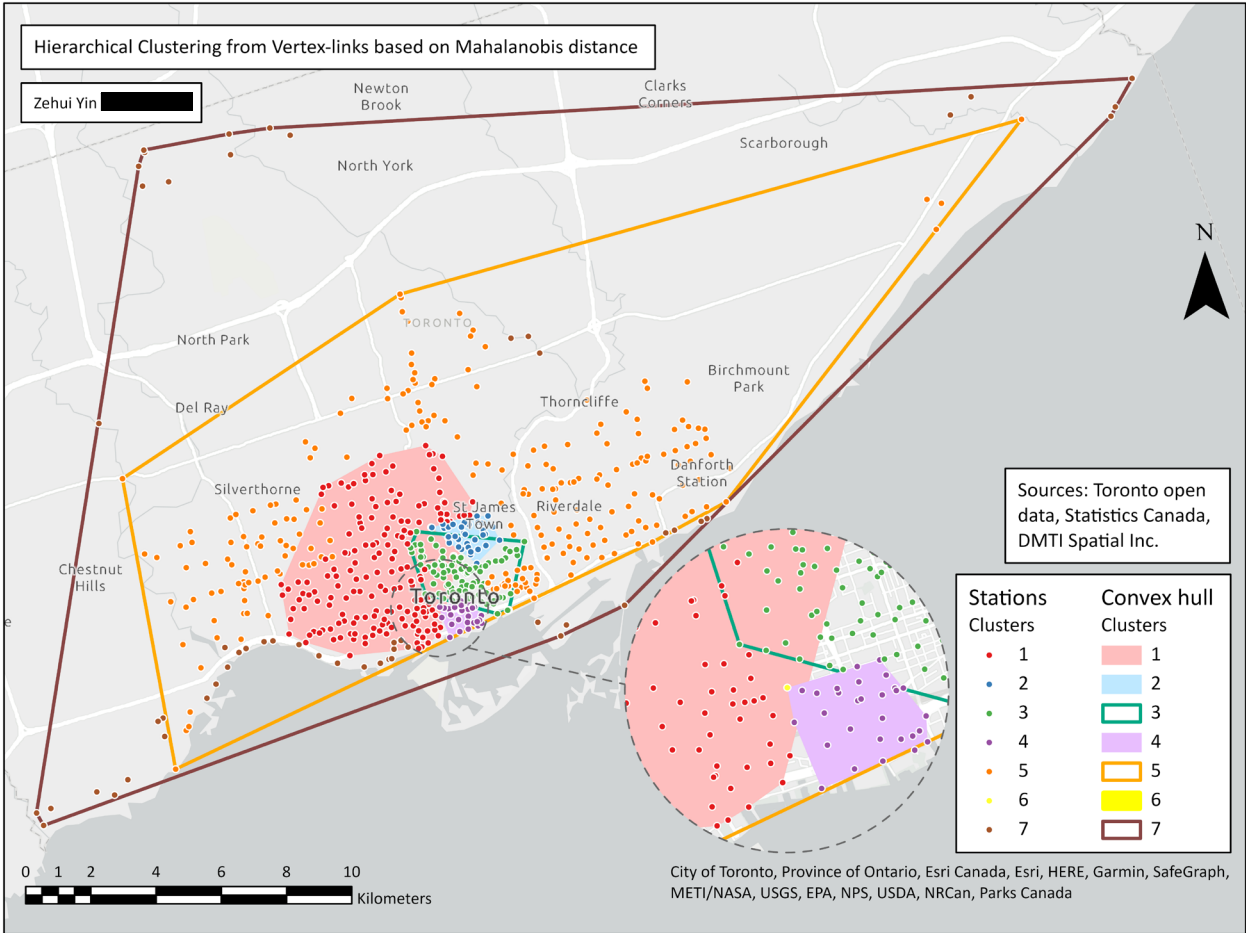 Hierarchical Clustering from Vertex-links based on Mahalanobis distance
Zehui Yin
Newton
Brook
Clarks
Corners
Scarborough
North York
N
TORONTO
North Park
Birchmount
Park
Del Ray
Thorncliffe
Danforth
Station
Silverthorne
St James
Town
Riverdale
Chestnut
Hills
e
Toronto
Sources: Toronto open
data, Statistics Canada,
DMTI Spatial Inc.
Stations
Clusters
1
2
3
4
5
6
7
Convex hull
Clusters
1
2
3
4
5
6
7
0 1 2 4 6 8 10
Kilometers
City of Toronto, Province of Ontario, Esri Canada, Esri, HERE, Garmin, SafeGraph,
METI/NASA, USGS, EPA, NPS, USDA, NRCan, Parks Canada